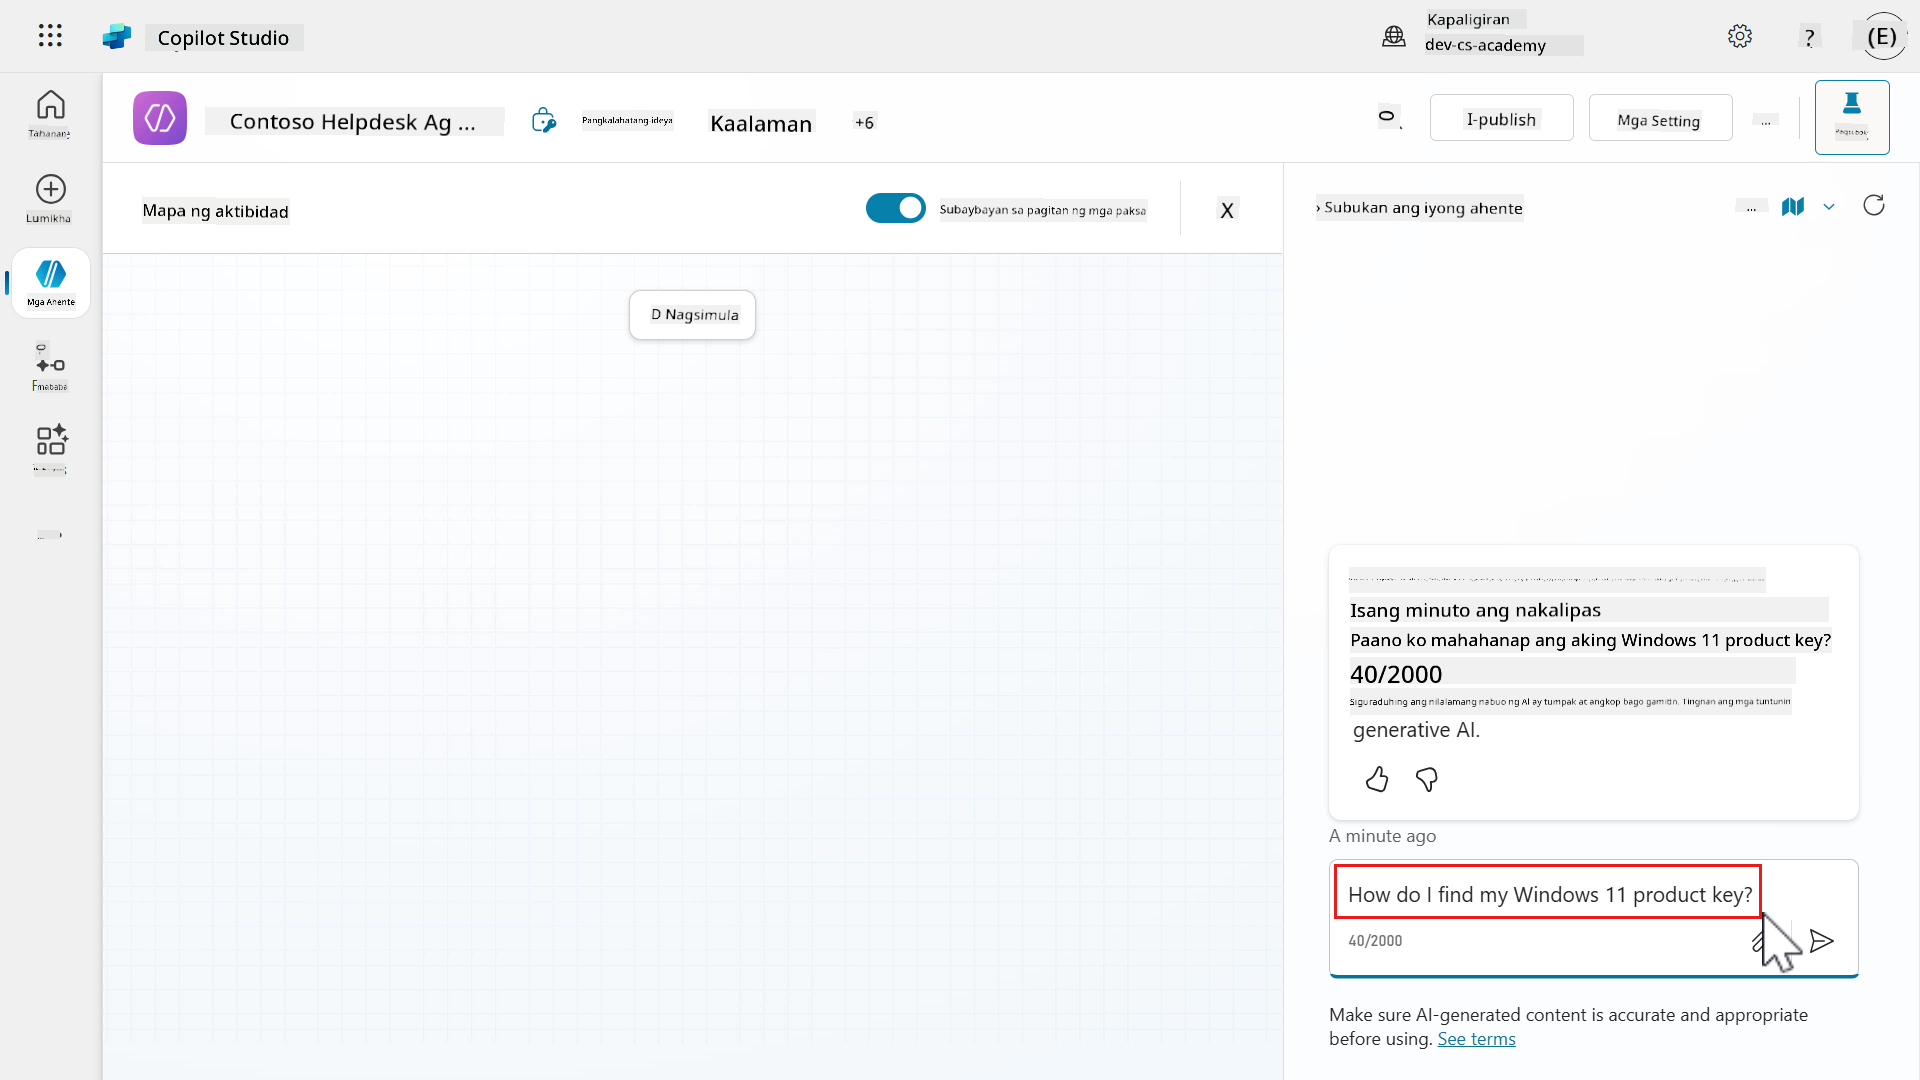 Copilot Studio
Kapaligiran
dev-cs-academy
?
(E)
Tahanang
Contoso Helpdesk Ag ...
Pangkalahatang-ideya
Kaalaman
+6
I-publish
Mga Setting
...
Lumikha
Mapa ng aktibidad
Subaybayan sa pagitan ng mga paksa
X
› Subukan ang iyong ahente
...
Mga Ahente
D Nagsimula
Isang minuto ang nakalipas
Paano ko mahahanap ang aking Windows 11 product key?
40/2000
Siguraduhing ang nilalamang nabuo ng AI ay tumpak at angkop bago gamitin. Tingnan ang mga tuntunin
generative AI.
A minute ago
How do I find my Windows 11 product key?
40/2000
Make sure AI-generated content is accurate and appropriate
before using. See terms